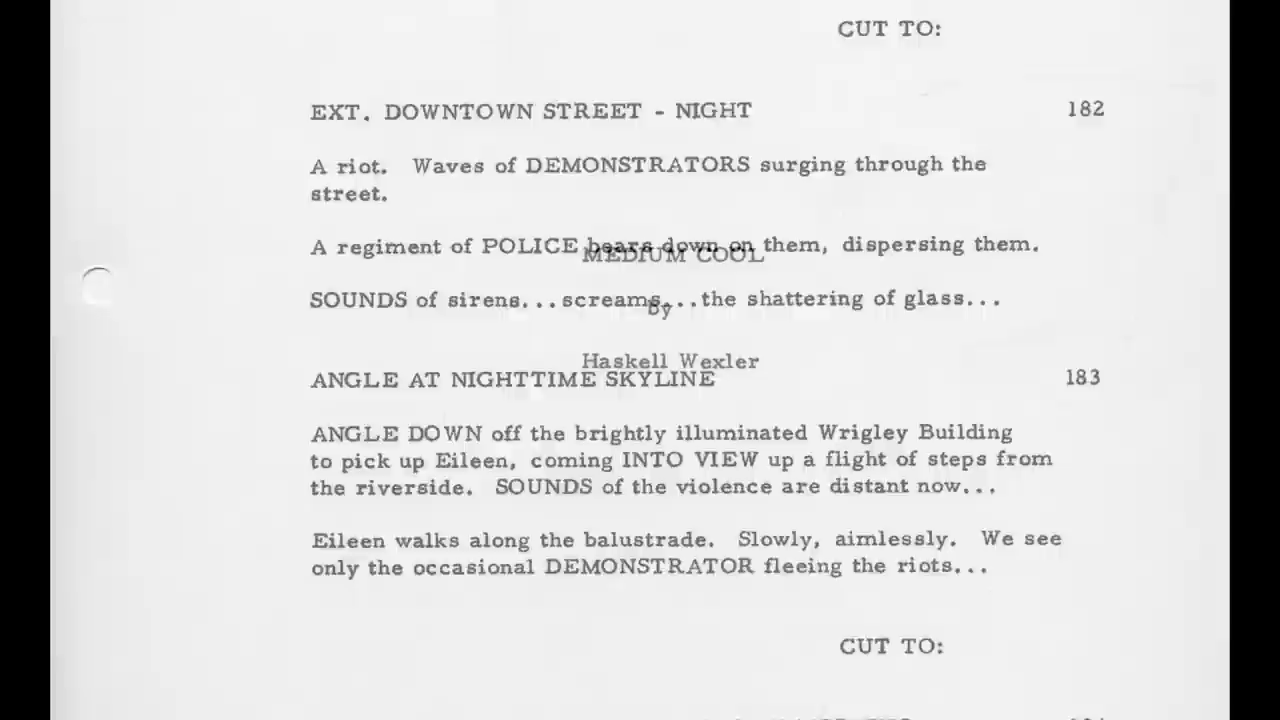 CUT TO:
EXT. DOWNTOWN STREET - NIGHT 182
A riot. Waves of DEMONSTRATORS surging through the
street.
A regiment of POLICE bears down on them, dispersing them.
MEDIUM COOL
SOUNDS of sirens...screams...the shattering of glass...
By
Haskell Wexler
ANGLE AT NIGHTTIME SKYLINE 183
ANGLE DOWN off the brightly illuminated Wrigley Building
to pick up Eileen, coming INTO VIEW up a flight of steps from
the riverside. SOUNDS of the violence are distant now...
Eileen walks along the balustrade. Slowly, aimlessly. We see
only the occasional DEMONSTRATOR fleeing the riots...
CUT TO: